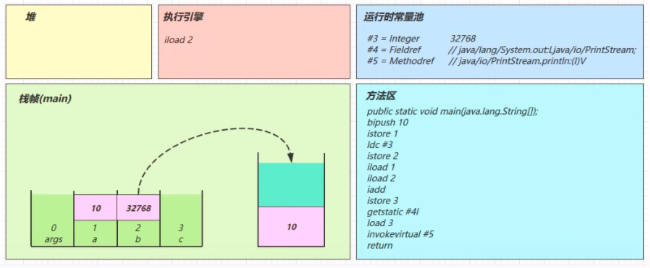 堆
执行引擎
iload 2
运行时常量池
#3 = Integer 32768
#4 = Fieldref // java/lang/System.out:Ljava/io/PrintStream;
#5 = Methodref // java/io/PrintStream.println:(I)V
栈帧(main)
10 32768
0 1 2 3
args a b c
10
方法区
public static void main(java.lang.String[]);
bipush 10
istore 1
ldc #3
istore 2
iload 1
iload 2
iadd
istore 3
getstatic #4I
load 3
invokevirtual #5
return